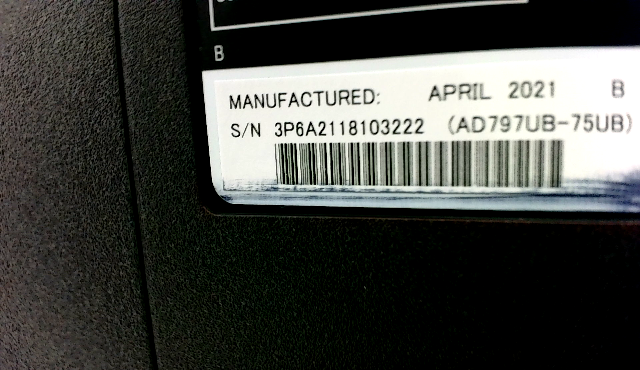 B
MANUFACTURED: APRIL 2021 B
S/N 3P6A2118103222 (AD797UB-75UB)